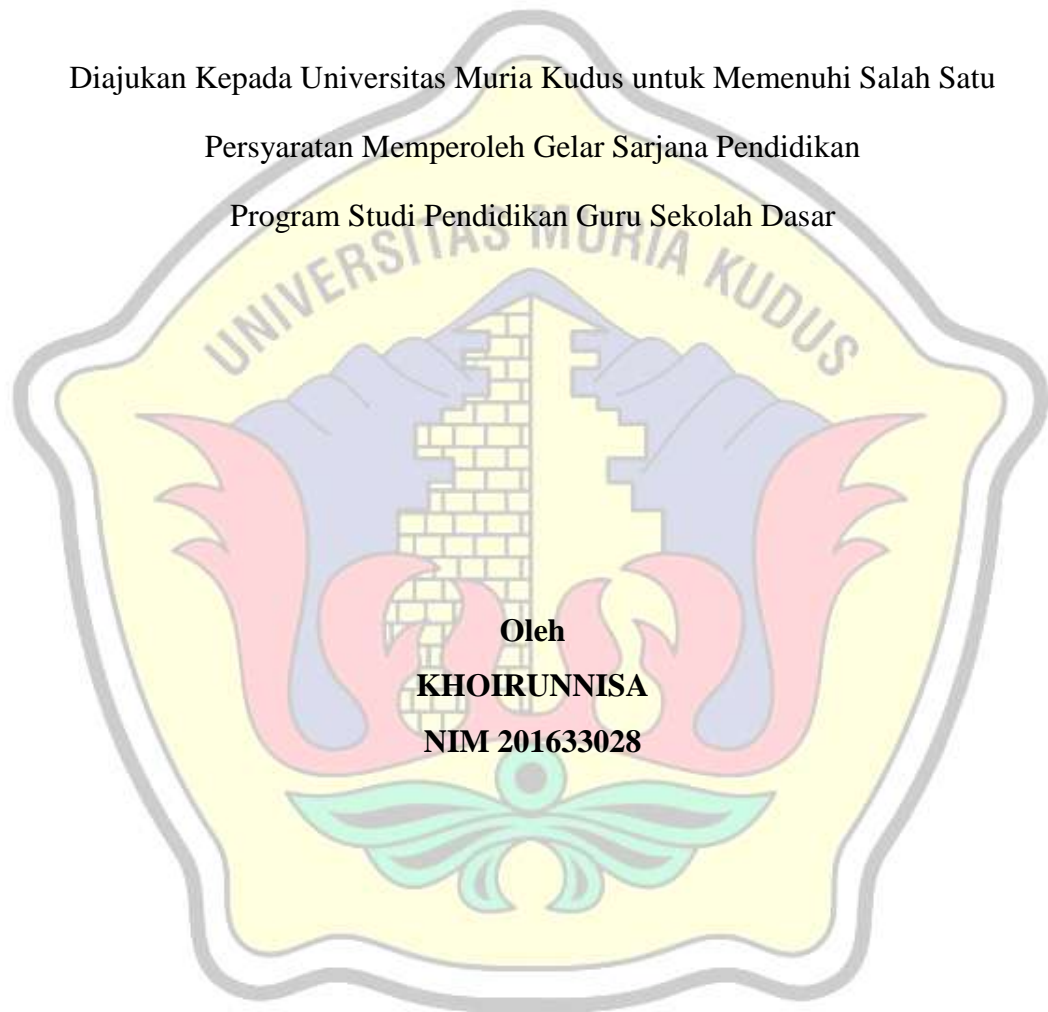 Diajukan Kepada Universitas Muria Kudus untuk Memenuhi Salah Satu
Persyaratan Memperoleh Gelar Sarjana Pendidikan
Program Studi Pendidikan Guru Sekolah Dasar
UNIVERSITAS MURIA KUDUS
Oleh
KHOIRUNNISA
NIM 201633028